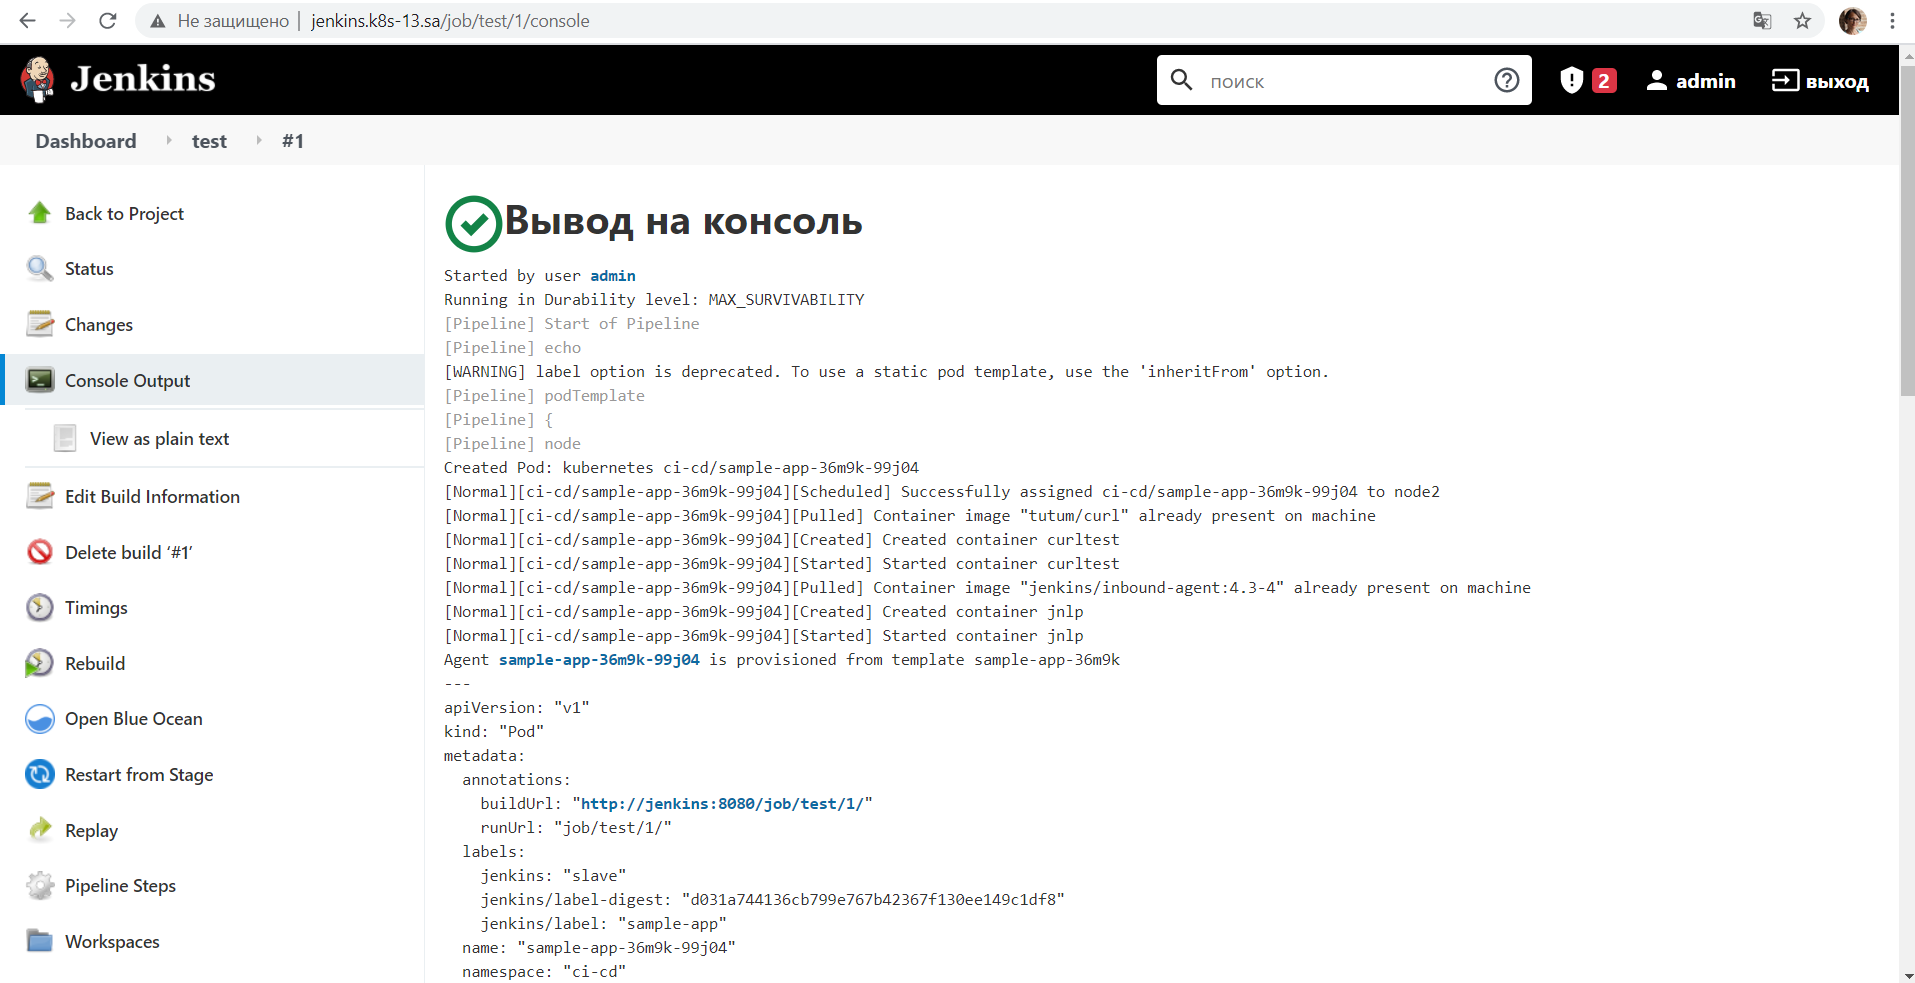 Не защищено | jenkins.k8s-13.sa/job/test/1/console
Jenkins
поиск
2
admin
выход
Dashboard
test
#1
Back to Project
Status
Changes
Console Output
View as plain text
Edit Build Information
Delete build ‘#1’
Timings
Rebuild
Open Blue Ocean
Restart from Stage
Replay
Pipeline Steps
Workspaces
Вывод на консоль
Started by user admin
Running in Durability level: MAX_SURVIVABILITY
[Pipeline] Start of Pipeline
[Pipeline] echo
[WARNING] label option is deprecated. To use a static pod template, use the 'inheritFrom' option.
[Pipeline] podTemplate
[Pipeline] {
[Pipeline] node
Created Pod: kubernetes ci-cd/sample-app-36m9k-99j04
[Normal][ci-cd/sample-app-36m9k-99j04][Scheduled] Successfully assigned ci-cd/sample-app-36m9k-99j04 to node2
[Normal][ci-cd/sample-app-36m9k-99j04][Pulled] Container image "tutum/curl" already present on machine
[Normal][ci-cd/sample-app-36m9k-99j04][Created] Created container curltest
[Normal][ci-cd/sample-app-36m9k-99j04][Started] Started container curltest
[Normal][ci-cd/sample-app-36m9k-99j04][Pulled] Container image "jenkins/inbound-agent:4.3-4" already present on machine
[Normal][ci-cd/sample-app-36m9k-99j04][Created] Created container jnlp
[Normal][ci-cd/sample-app-36m9k-99j04][Started] Started container jnlp
Agent sample-app-36m9k-99j04 is provisioned from template sample-app-36m9k
---
apiVersion: "v1"
kind: "Pod"
metadata:
  annotations:
    buildUrl: "http://jenkins:8080/job/test/1/"
    runUrl: "job/test/1/"
  labels:
    jenkins: "slave"
    jenkins/label-digest: "d031a744136cb799e767b42367f130ee149c1df8"
    jenkins/label: "sample-app"
  name: "sample-app-36m9k-99j04"
  namespace: "ci-cd"